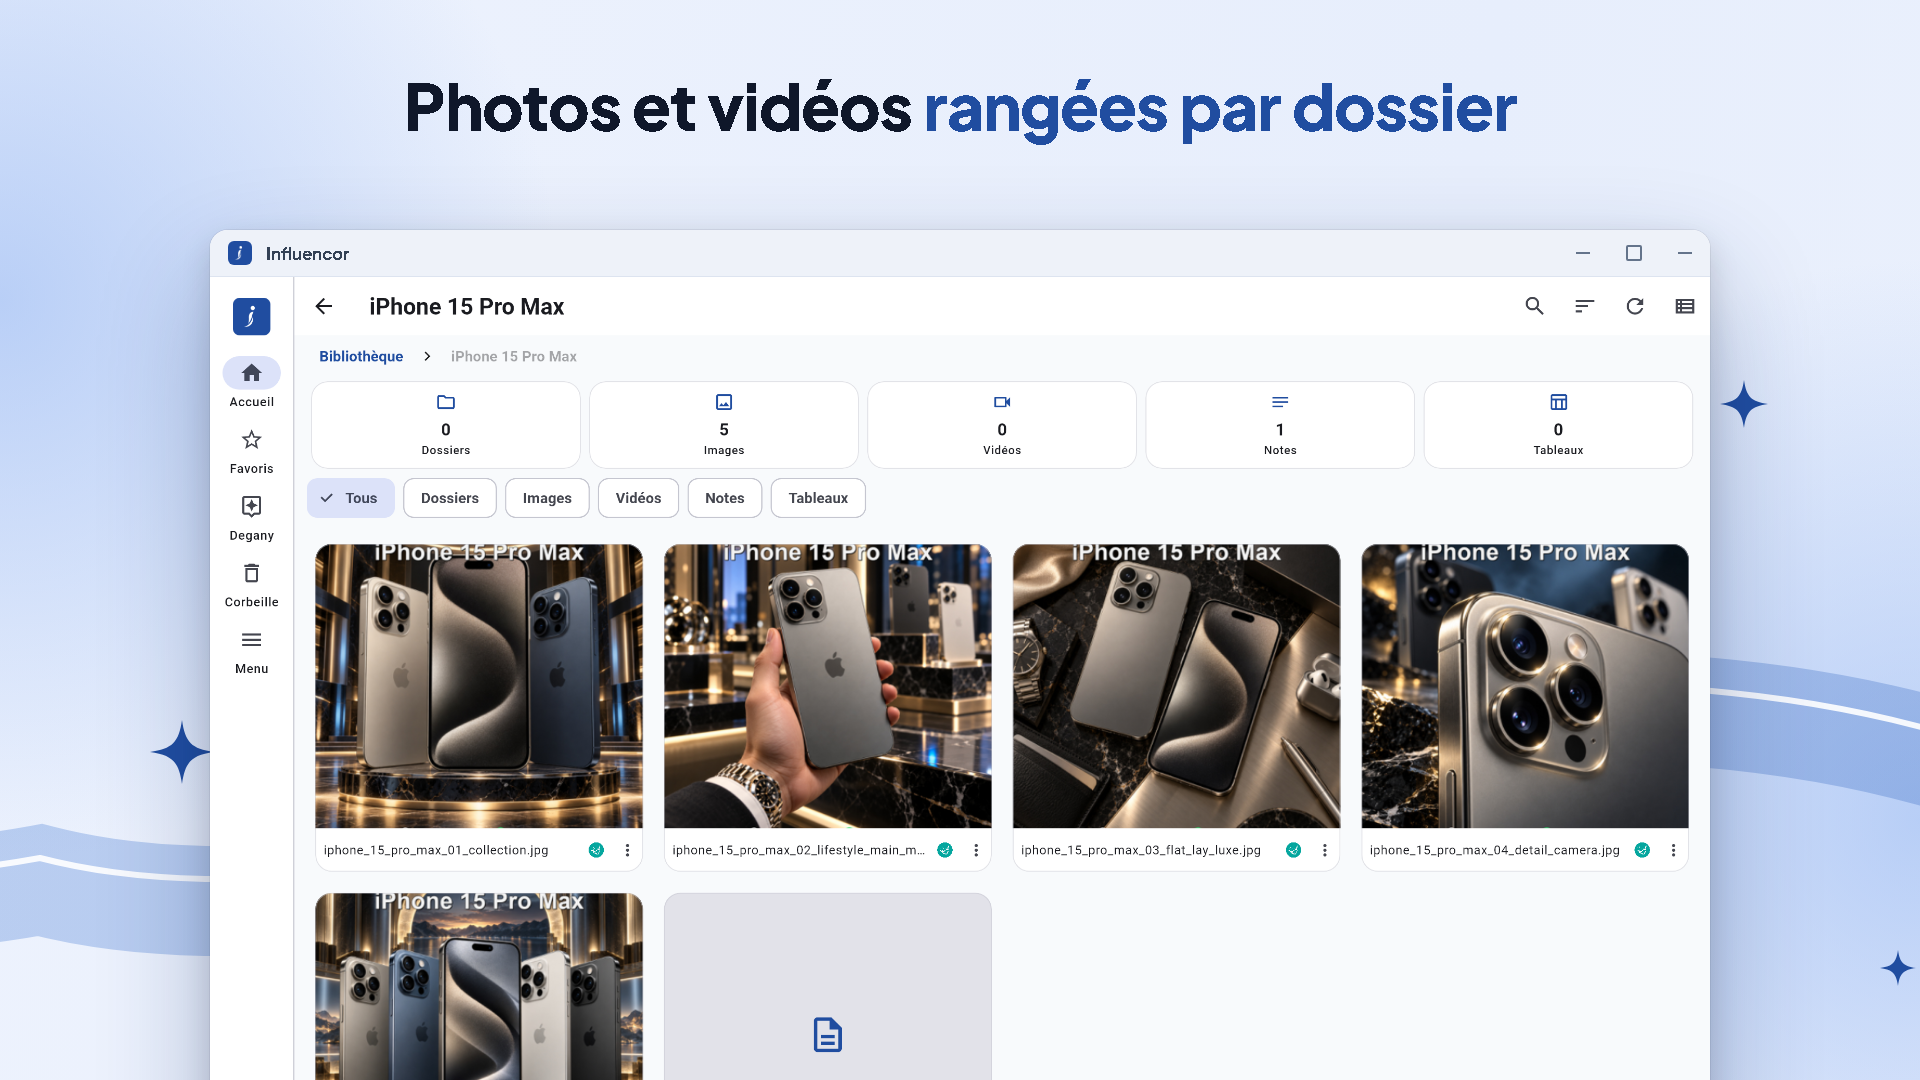 Photos et vidéos rangées par dossier
Influencor
iPhone 15 Pro Max
Bibliothèque
iPhone 15 Pro Max
Accueil
Favoris
Degany
Corbeille
Menu
0
Dossiers
5
Images
0
Vidéos
1
Notes
0
Tableaux
Tous
Dossiers
Images
Vidéos
Notes
Tableaux
iPhone 15 Pro Max
iPhone 15 Pro Max
iPhone 15 Pro Max
iPhone 15 Pro Max
iphone_15_pro_max_01_collection.jpg
iphone_15_pro_max_02_lifestyle_main_m...
iphone_15_pro_max_03_flat_lay_luxe.jpg
iphone_15_pro_max_04_detail_camera.jpg
iPhone 15 Pro Max